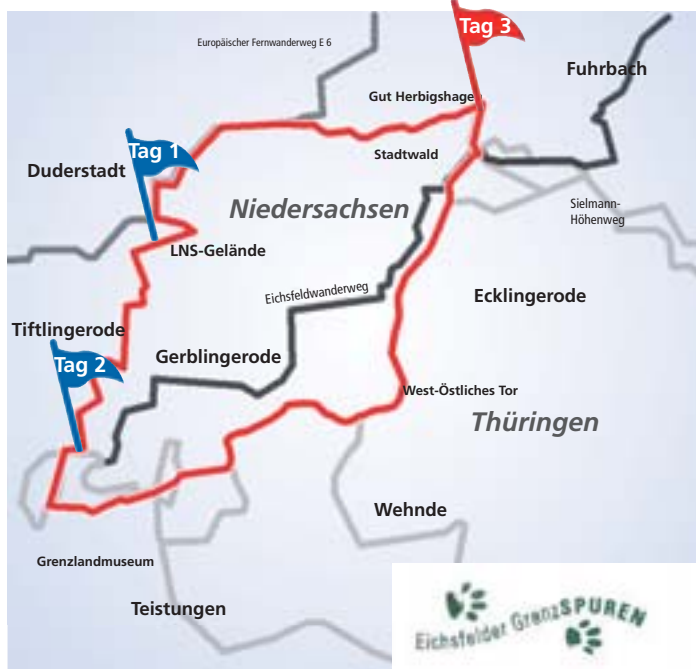 Tag 3
Europäischer Fernwanderweg E 6
Fuhrbach
Gut Herbigshage
Tag 1
Stadtwald
Duderstadt
Niedersachsen
Sielmann-
Höhenweg
LNS-Gelände
Eichsfeldwanderweg
Ecklingerode
Tiftlingerode
Gerblingerode
Tag 2
West-Östliches Tor
Thüringen
Wehnde
Grenzlandmuseum
Teistungen
Eichsfelder GrenzSPUREN